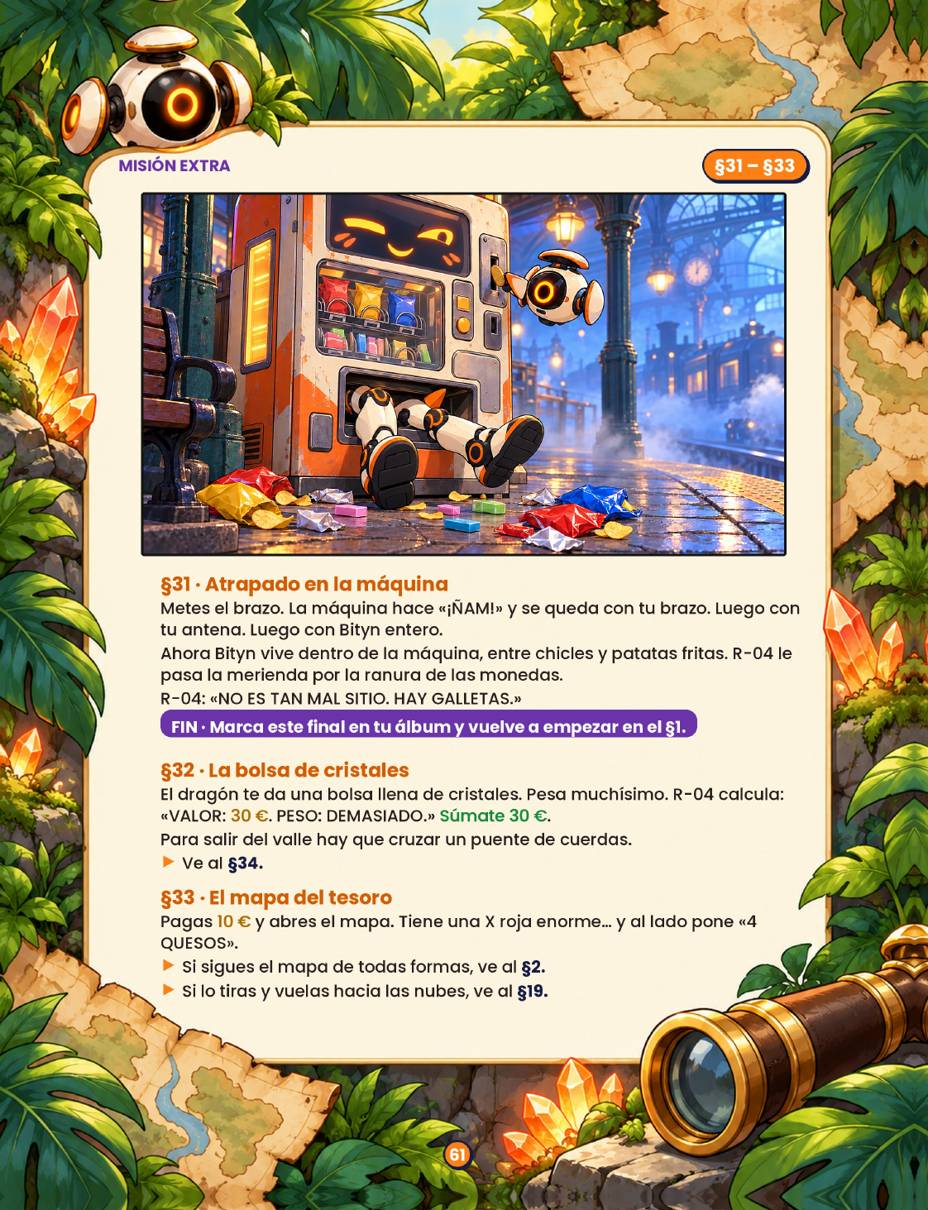 MISIÓN EXTRA
§31 – §33
§31 · Atrapado en la máquina
Metes el brazo. La máquina hace «¡ÑAM!» y se queda con tu brazo. Luego con
tu antena. Luego con Bityn entero.
Ahora Bityn vive dentro de la máquina, entre chicles y patatas fritas. R-04 le
pasa la merienda por la ranura de las monedas.
R-04: «NO ES TAN MAL SITIO. HAY GALLETAS.»
FIN · Marca este final en tu álbum y vuelve a empezar en el §1.
§32 · La bolsa de cristales
El dragón te da una bolsa llena de cristales. Pesa muchísimo. R-04 calcula:
«VALOR: 30 €. PESO: DEMASIADO.» Súmate 30 €.
Para salir del valle hay que cruzar un puente de cuerdas.
► Ve al §34.
§33 · El mapa del tesoro
Pagas 10 € y abres el mapa. Tiene una X roja enorme... y al lado pone «4
QUESOS».
► Si sigues el mapa de todas formas, ve al §2.
► Si lo tiras y vuelas hacia las nubes, ve al §19.
61